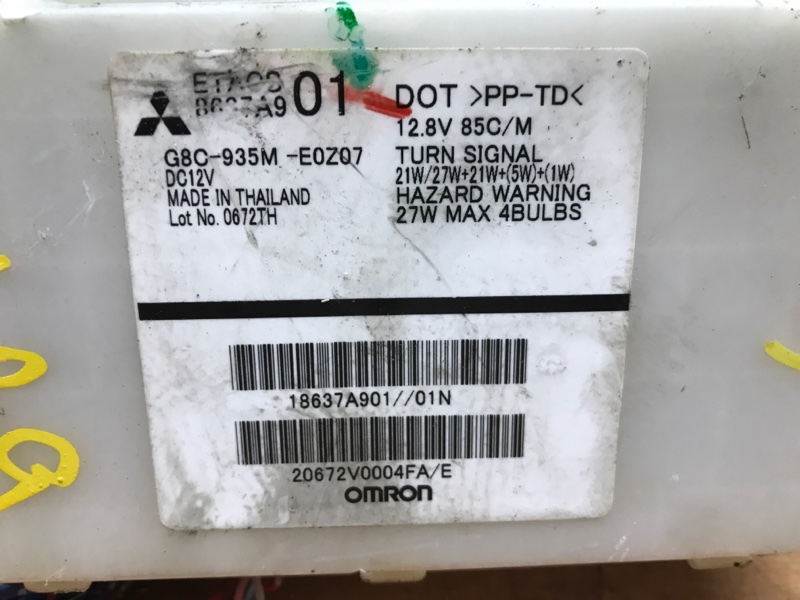 ETACS
8637A901
DOT >PP-TD<
12.8V 85C/M
G8C-935M -E0Z07
TURN SIGNAL
DC12V
21W/27W+21W+(5W)+(1W)
MADE IN THAILAND
HAZARD WARNING
Lot No. 0672TH
27W MAX 4BULBS
18637A901//01N
20672V0004FA/E
OMRON